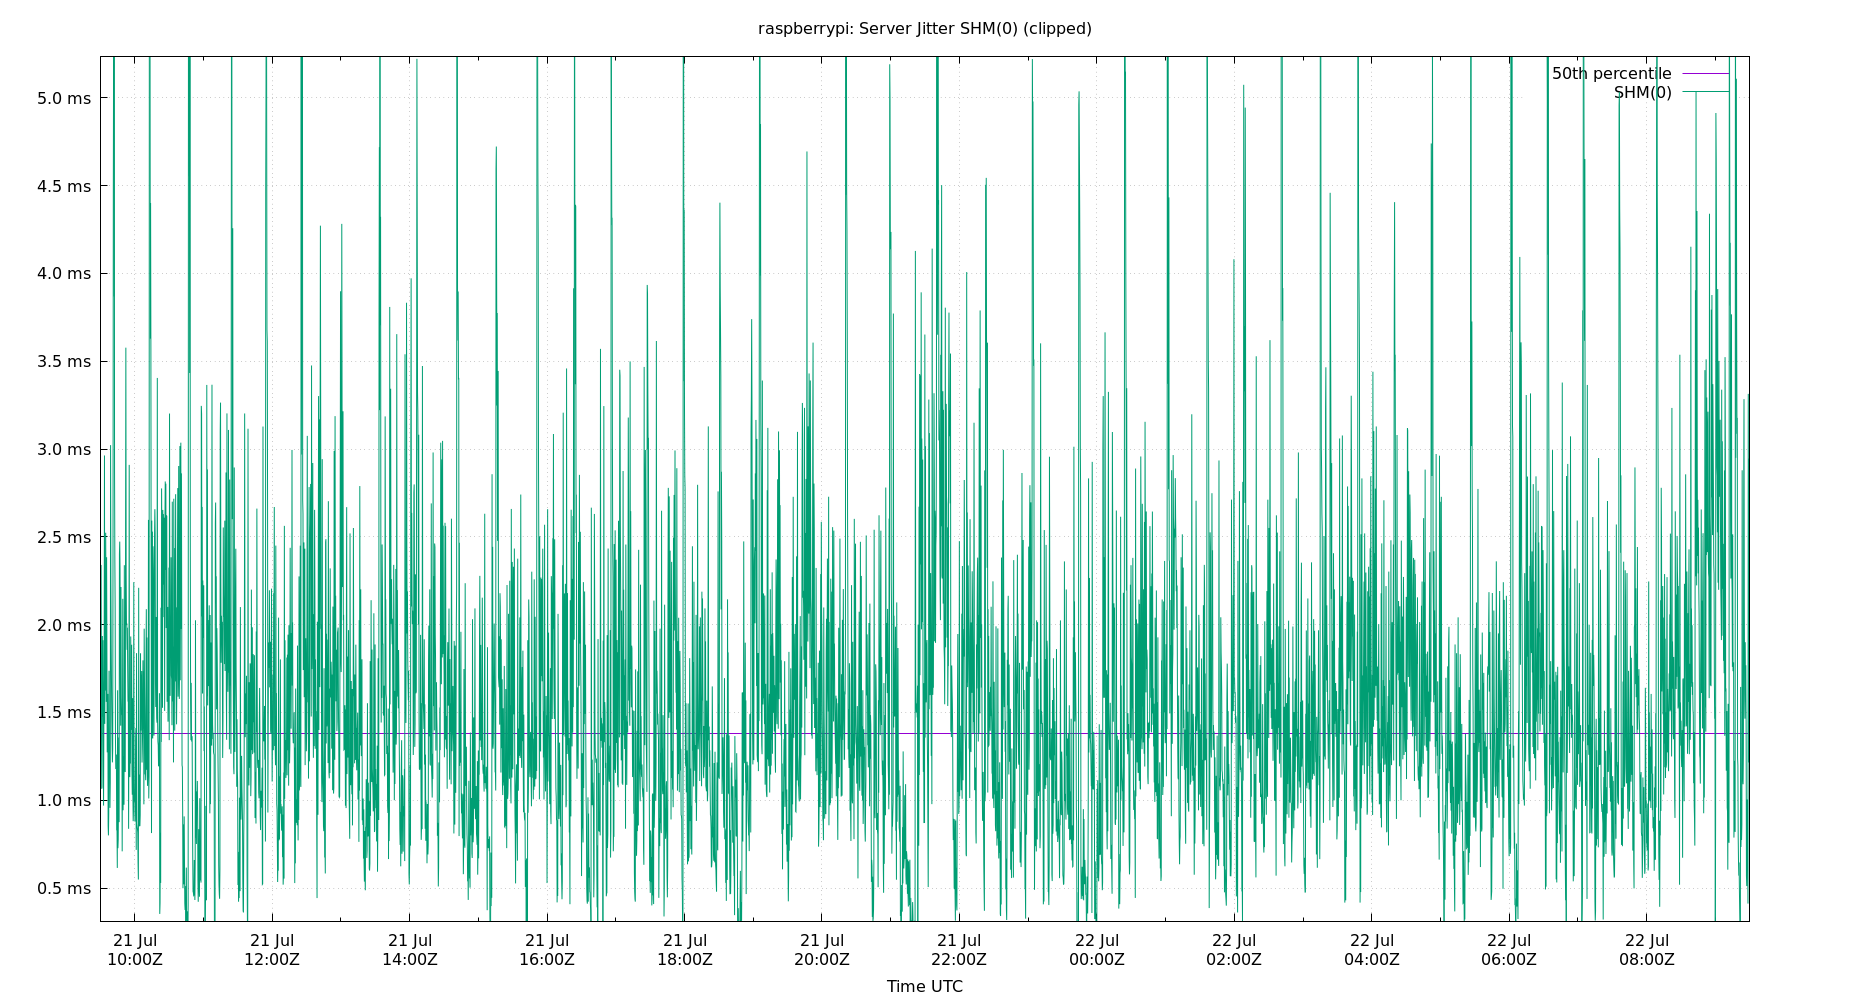 raspberrypi: Server Jitter SHM(0) (clipped)
50th percentile
SHM(0)
5.0 ms
4.5 ms
4.0 ms
3.5 ms
3.0 ms
2.5 ms
2.0 ms
1.5 ms
1.0 ms
0.5 ms
21 Jul 21 Jul 21 Jul 21 Jul 21 Jul 21 Jul 21 Jul 22 Jul 22 Jul 22 Jul 22 Jul 22 Jul
10:00Z 12:00Z 14:00Z 16:00Z 18:00Z 20:00Z 22:00Z 00:00Z 02:00Z 04:00Z 06:00Z 08:00Z
Time UTC